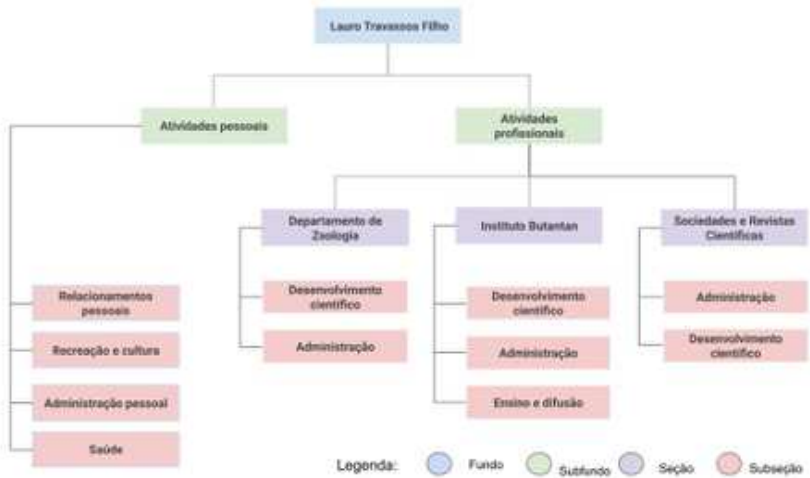 Lauro Travassos Filho
Atividades pessoais
Atividades
profissionais
Departamento de
Zoologia
Instituto Butantan
Sociedades e Revistas
Científicas
Relacionamentos
pessoais
Recreação e cultura
Administração pessoal
Saúde
Desenvolvimento
científico
Administração
Desenvolvimento
científico
Administração
Ensino e difusão
Administração
Desenvolvimento
científico
Legenda:
Fundo
Subfundo
Seção
Subseção